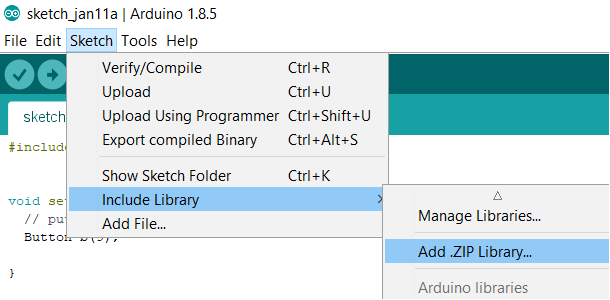 sketch_jan11a | Arduino 1.8.5
File Edit Sketch Tools Help
Verify/Compile Ctrl+R
Upload Ctrl+U
Upload Using Programmer Ctrl+Shift+U
Export compiled Binary Ctrl+Alt+S
Show Sketch Folder Ctrl+K
Include Library
Add File...
Manage Libraries...
Add .ZIP Library...
Arduino libraries
sketch
#include
void se
// pu
}